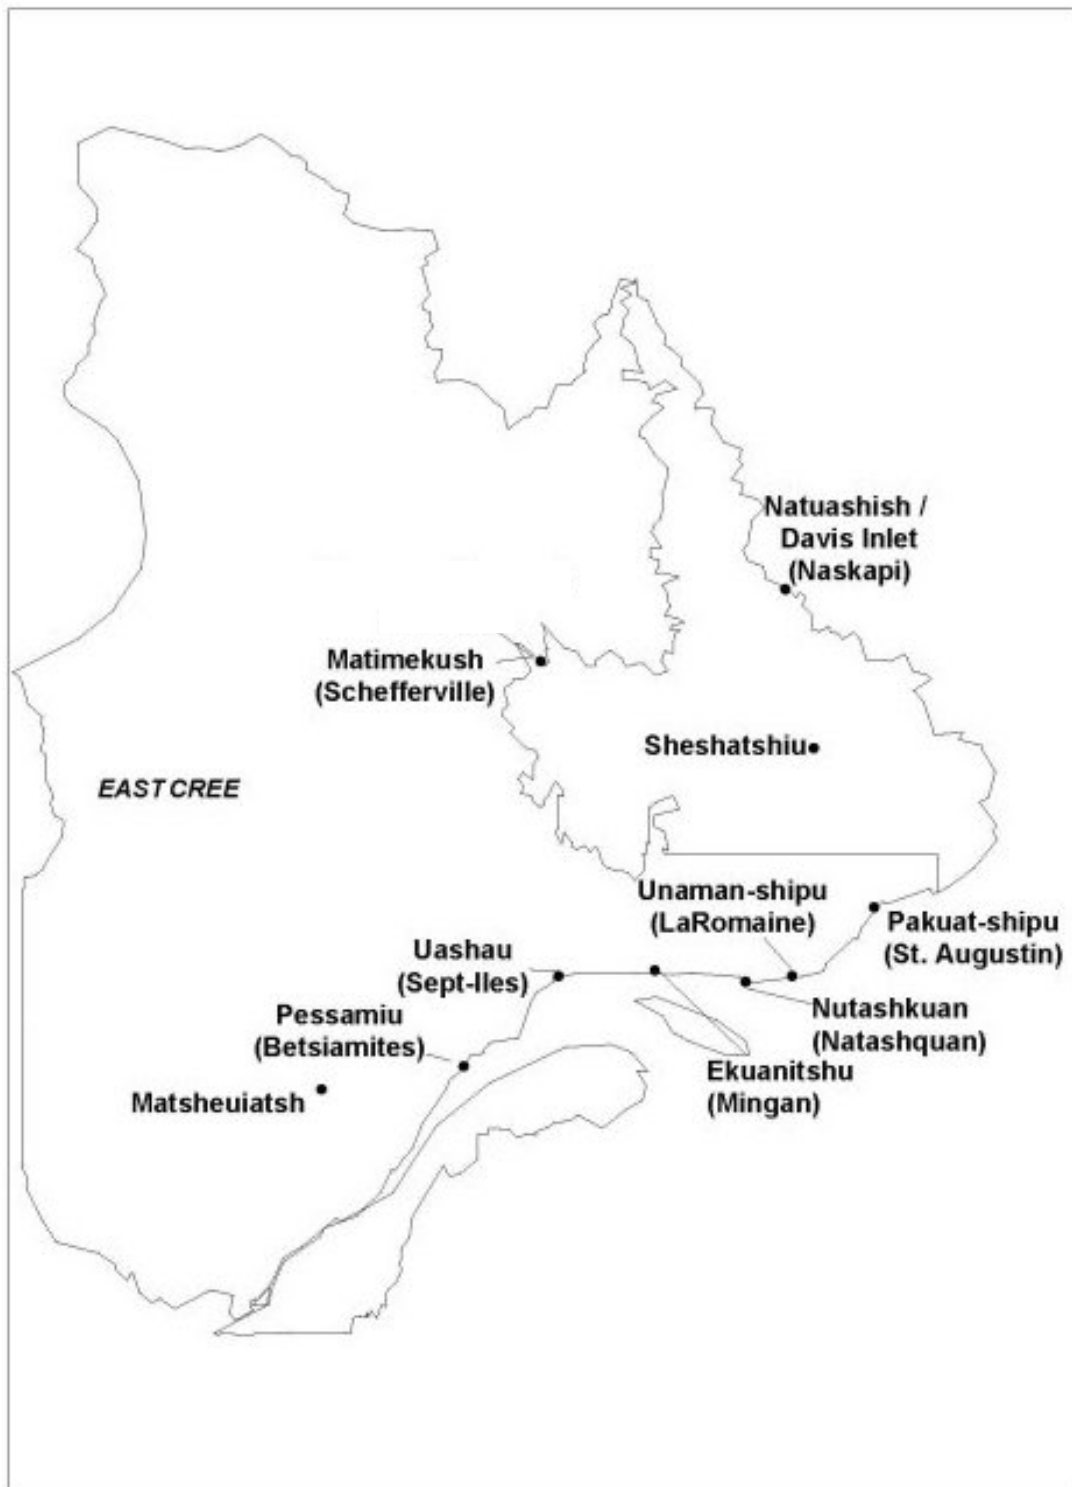 Natuashish /
Davis Inlet
(Naskapi)
Matimekush
(Schefferville)
Sheshatshiu
EAST CREE
Unaman-shipu
(LaRomaine)
Pakuat-shipu
(St. Augustin)
Uashau
(Sept-Iles)
Nutashkuan
(Natashquan)
Pessamiu
(Betsiamites)
Ekuanitshu
(Mingan)
Matsheuiatsh